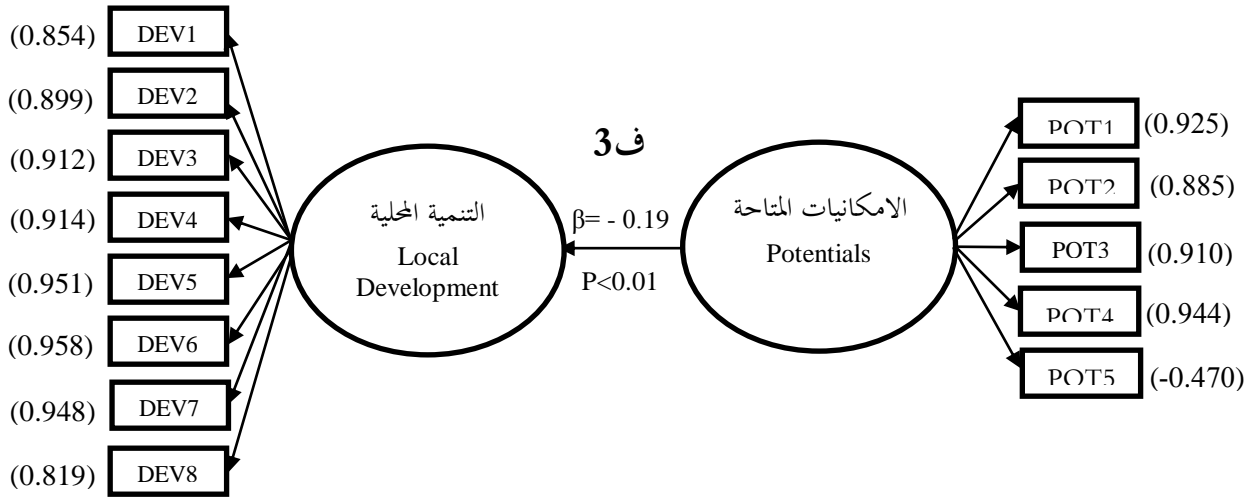 (0.854) DEV1
(0.899) DEV2
(0.912) DEV3
(0.914) DEV4
(0.951) DEV5
(0.958) DEV6
(0.948) DEV7
(0.819) DEV8
التنمية المحلية
Local
Development
ف3
β= - 0.19
P<0.01
الامكانيات المتاحة
Potentials
POT1 (0.925)
POT2 (0.885)
POT3 (0.910)
POT4 (0.944)
POT5 (-0.470)